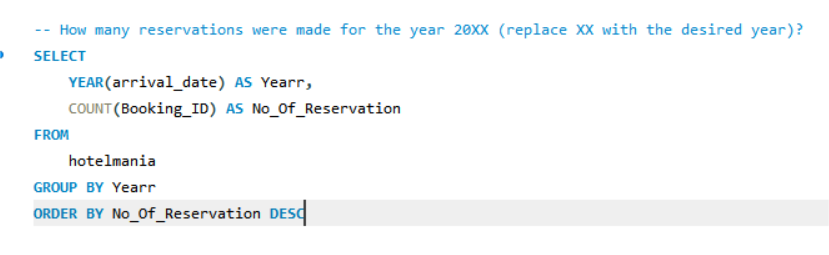 -- How many reservations were made for the year 20XX (replace XX with the desired year)?
SELECT
YEAR(arrival_date) AS Yearr,
COUNT(Booking_ID) AS No_Of_Reservation
FROM
hotelmania
GROUP BY Yearr
ORDER BY No_Of_Reservation DESC